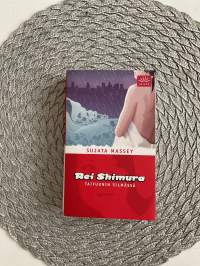 SUJATA MASSEY
Rei Shimura
TAIFUUNIN SILMÄSSÄ